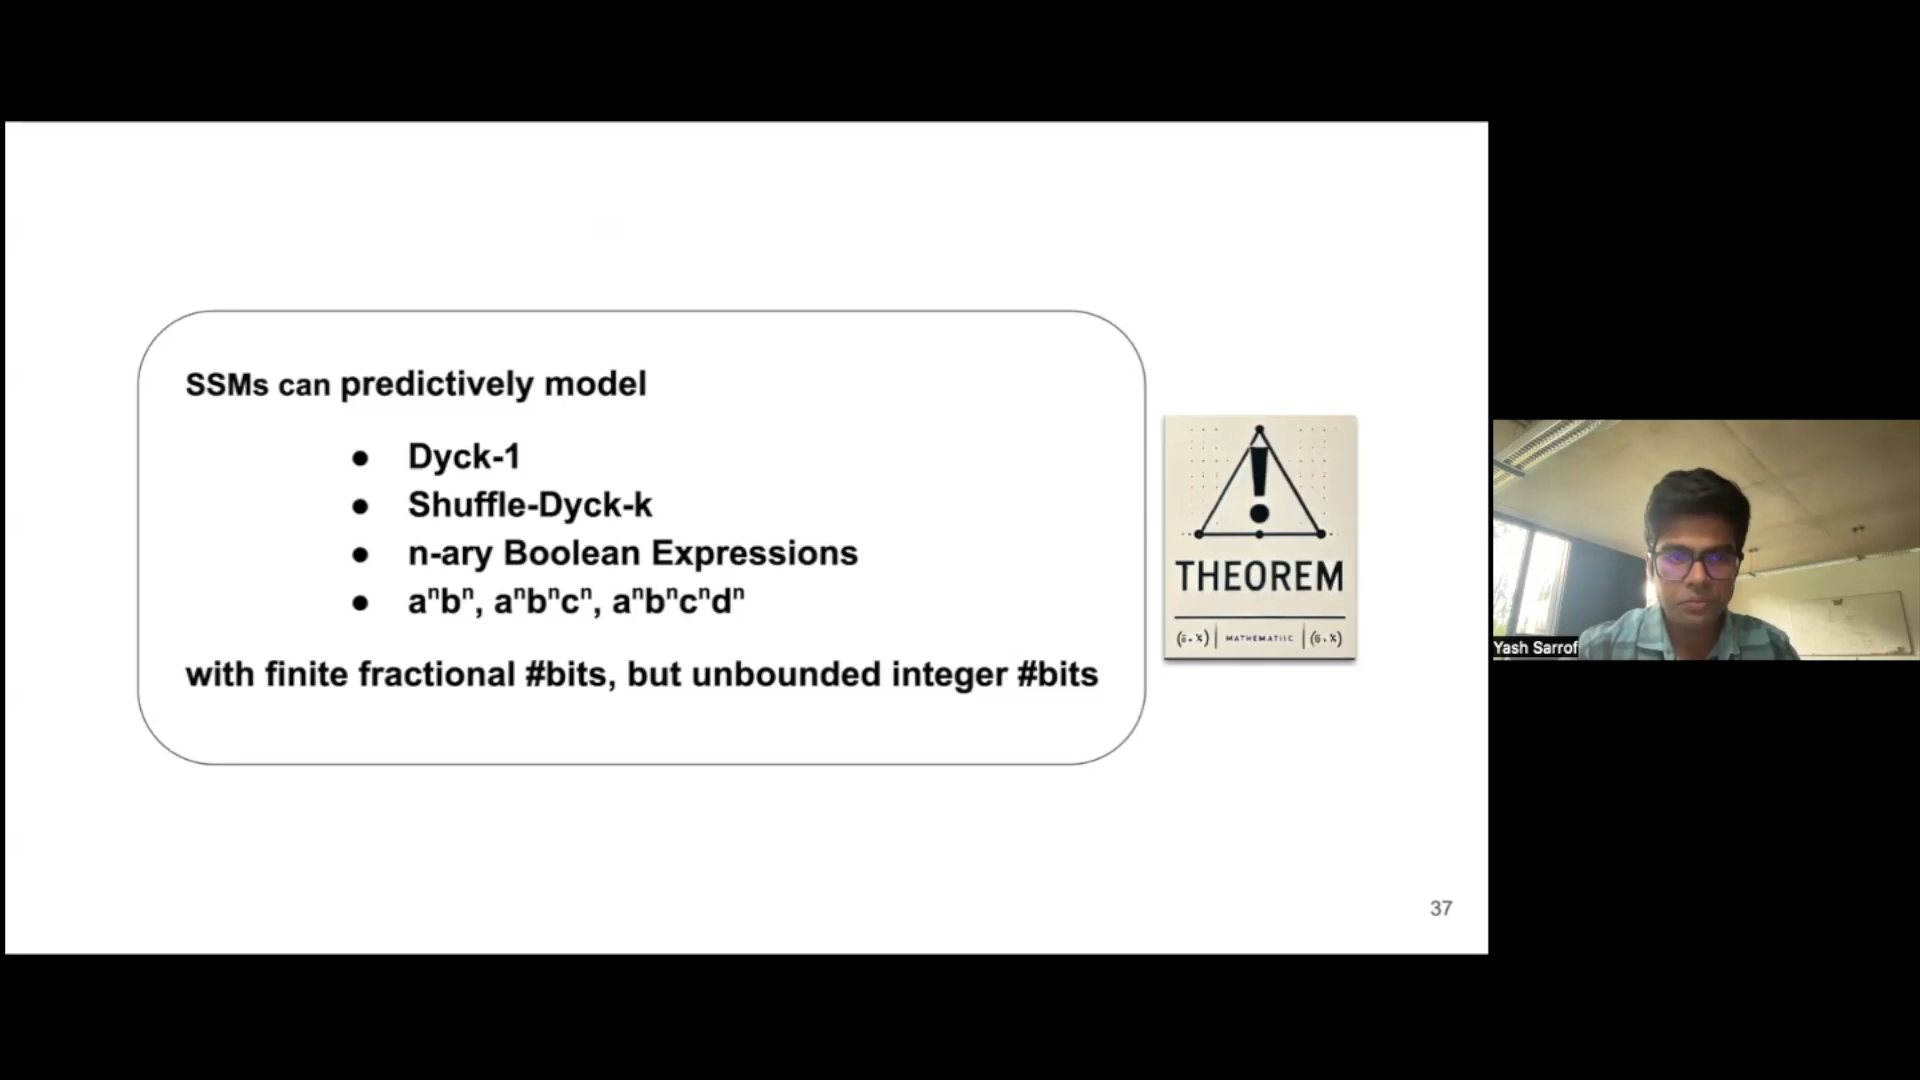 SSMs can predictively model
● Dyck-1
● Shuffle-Dyck-k
● n-ary Boolean Expressions
● aⁿbⁿ, aⁿbⁿcⁿ, aⁿbⁿcⁿdⁿ
with finite fractional #bits, but unbounded integer #bits
THEOREM
MATHEMATIIC
Yash Sarrof
37